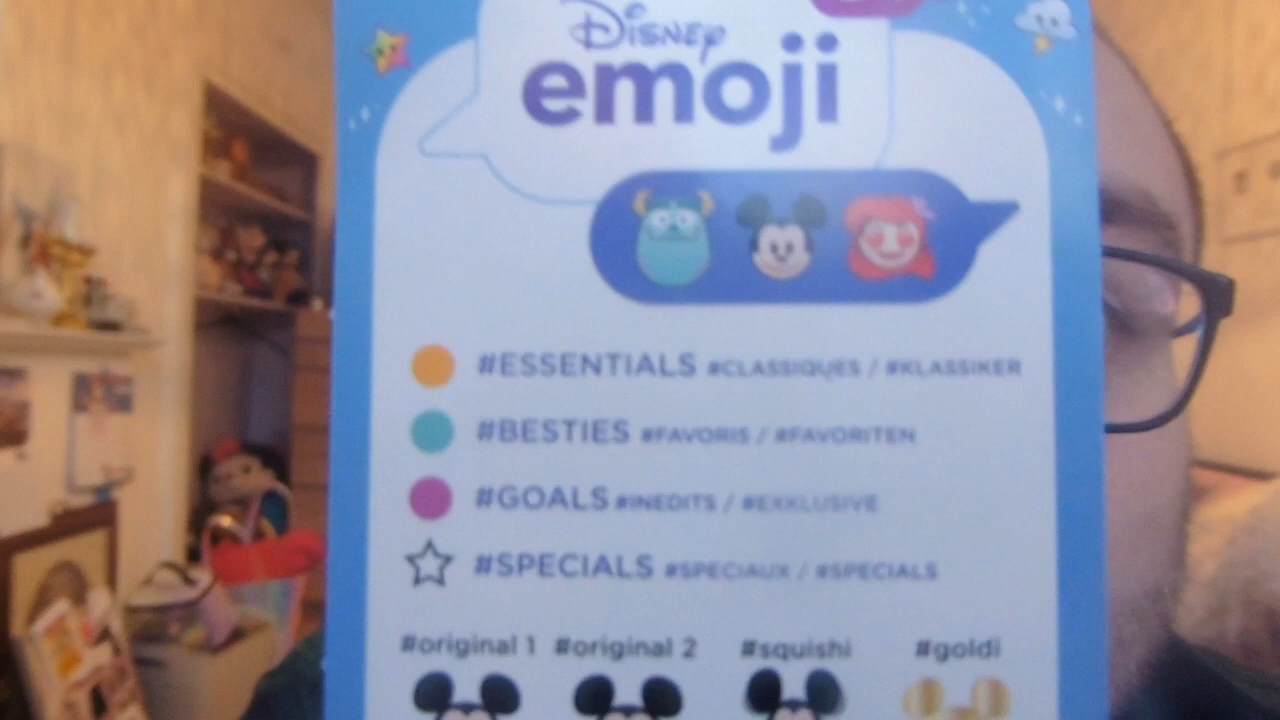 Disney
emoji
#ESSENTIALS #CLASSIQUES / #KLASSIKER
#BESTIES #FAVORIS / #FAVORITEN
#GOALS #INEDITS / #EXKLUSIVE
#SPECIALS #SPECIAUX / #SPECIALS
#original 1 #original 2 #squishi #goldi